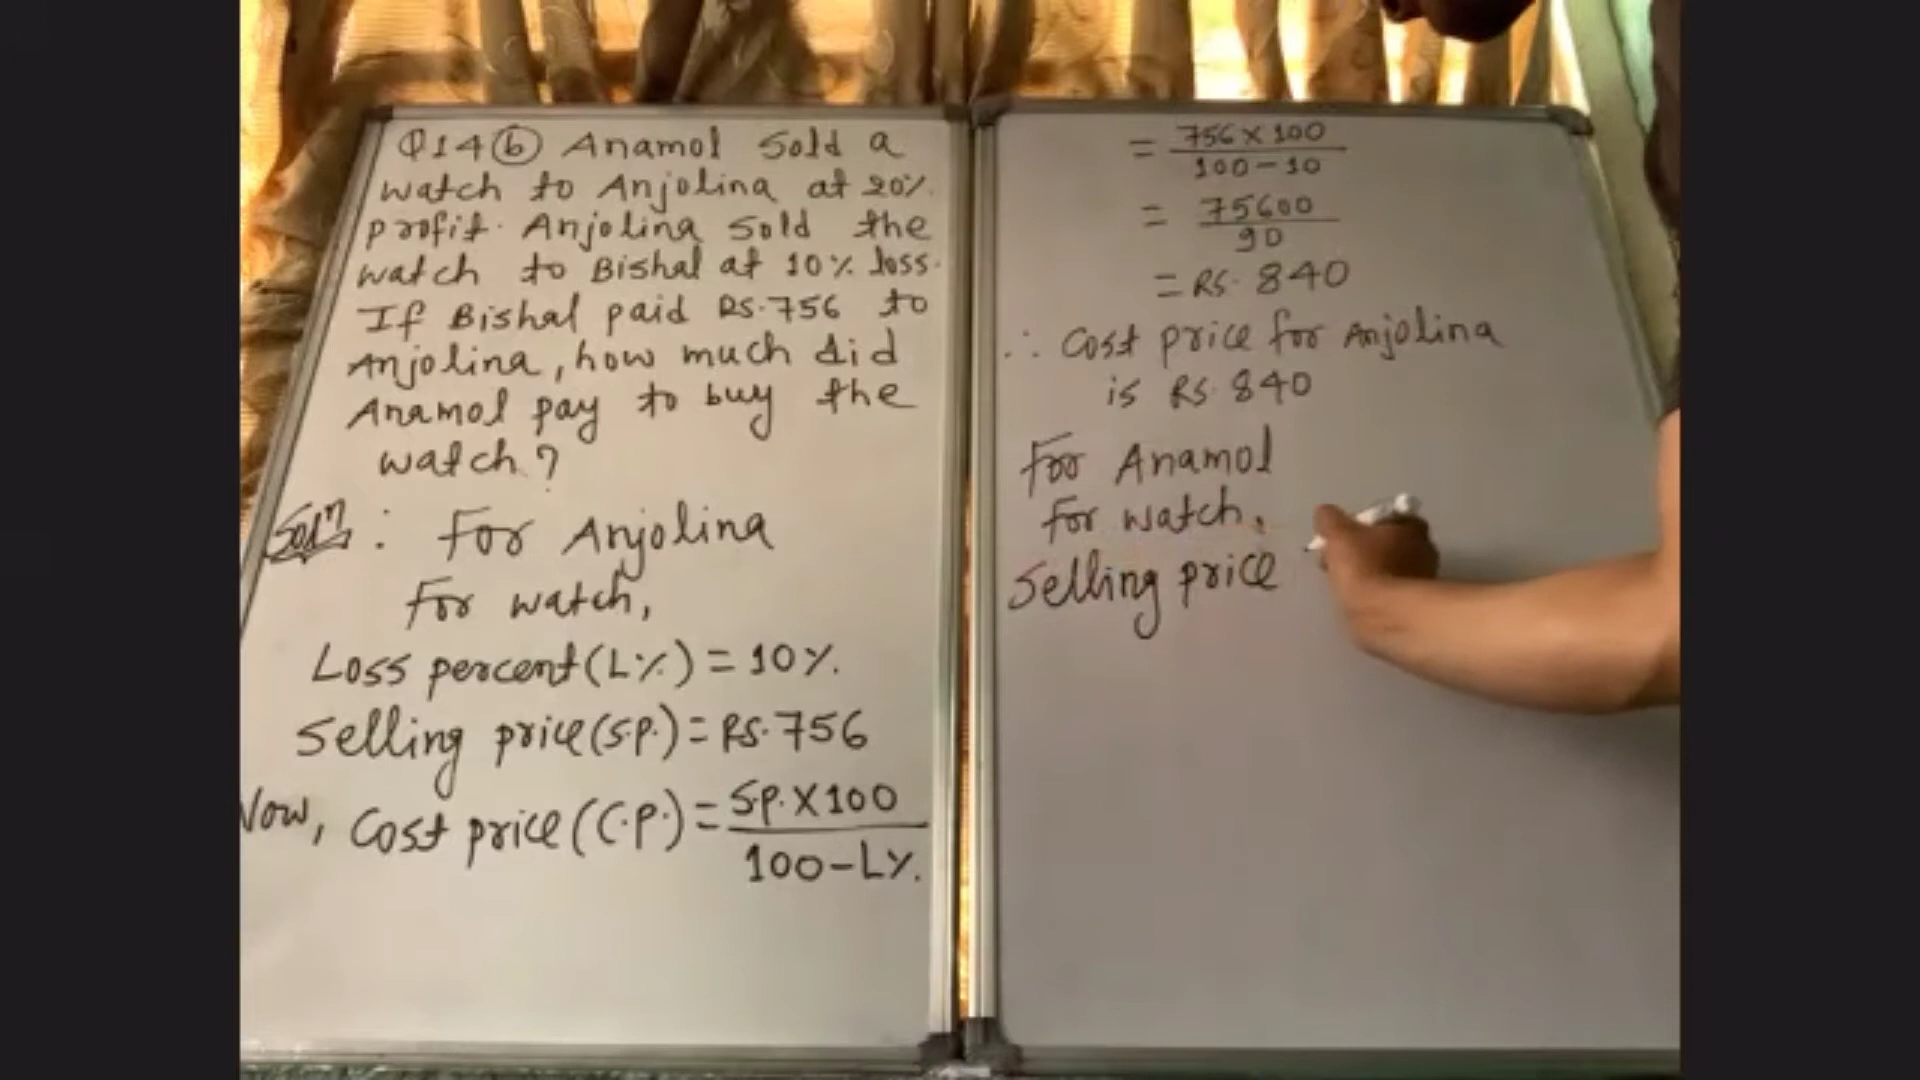 Q14 (b) Anamol Sold a
watch to Anjolina at 20%
profit. Anjolina Sold the
watch to Bishal at 10% loss.
If Bishal paid RS.756 to
Anjolina, how much did
Anamol pay to buy the
watch?
Solⁿ: For Anjolina
For watch,
Loss percent(L%) = 10%.
Selling price(S.P.) = RS.756
Now, Cost price(C.P.) = S.P. X 100
100-L%.
= 756 X 100
100-10
= 75600
90
= RS. 840
∴ Cost price for Anjolina
is RS. 840
For Anamol
For watch,
Selling price